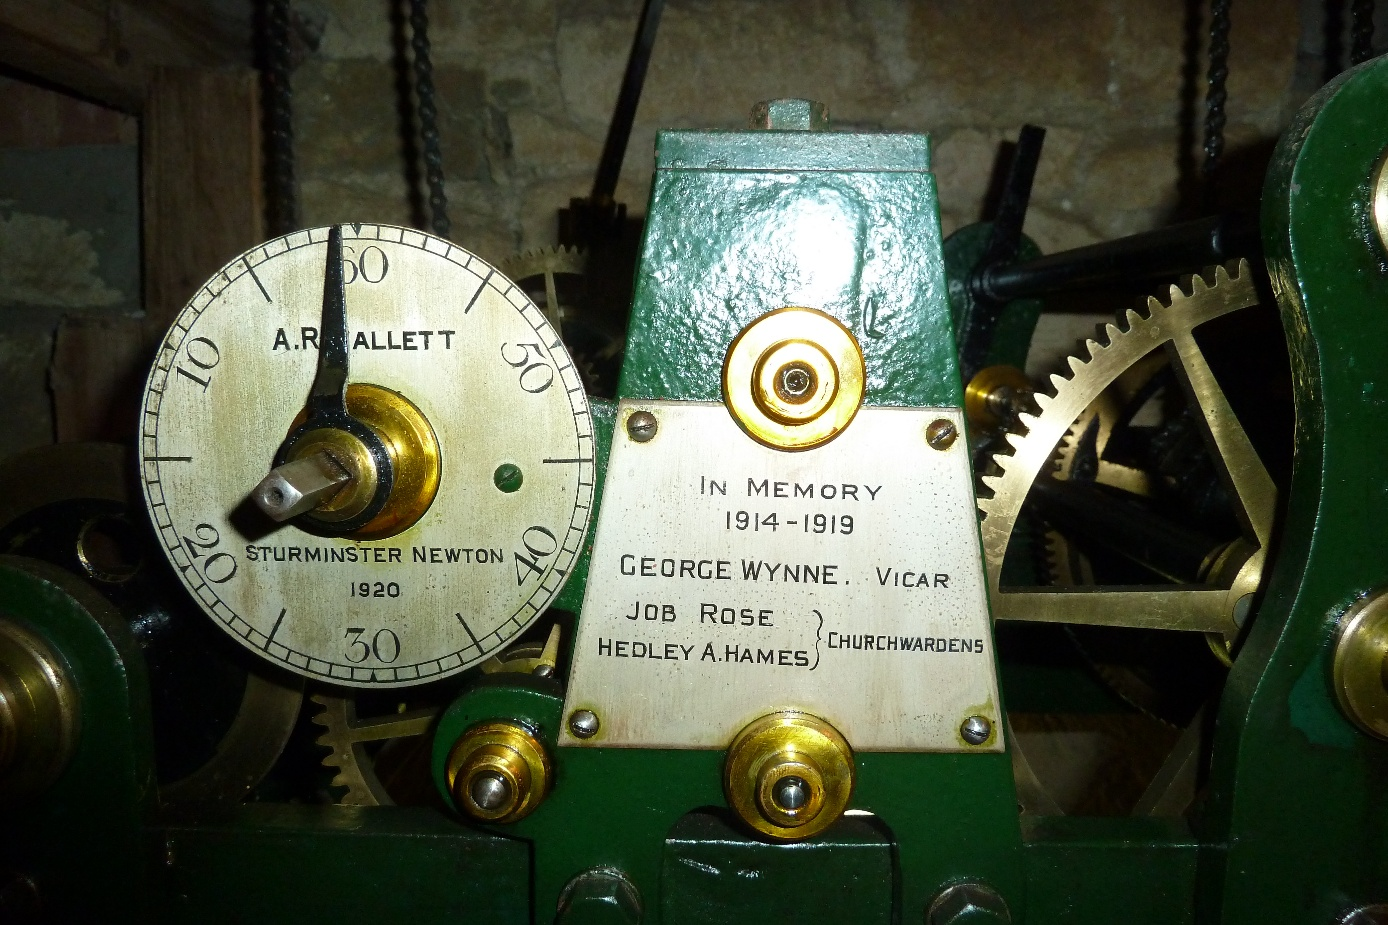 60
10
50
A.R ALLETT
20
40
STURMINSTER NEWTON
1920
30
IN MEMORY
1914-1919
GEORGE WYNNE. VICAR
JOB ROSE
HEDLEY A.HAMES } CHURCHWARDENS